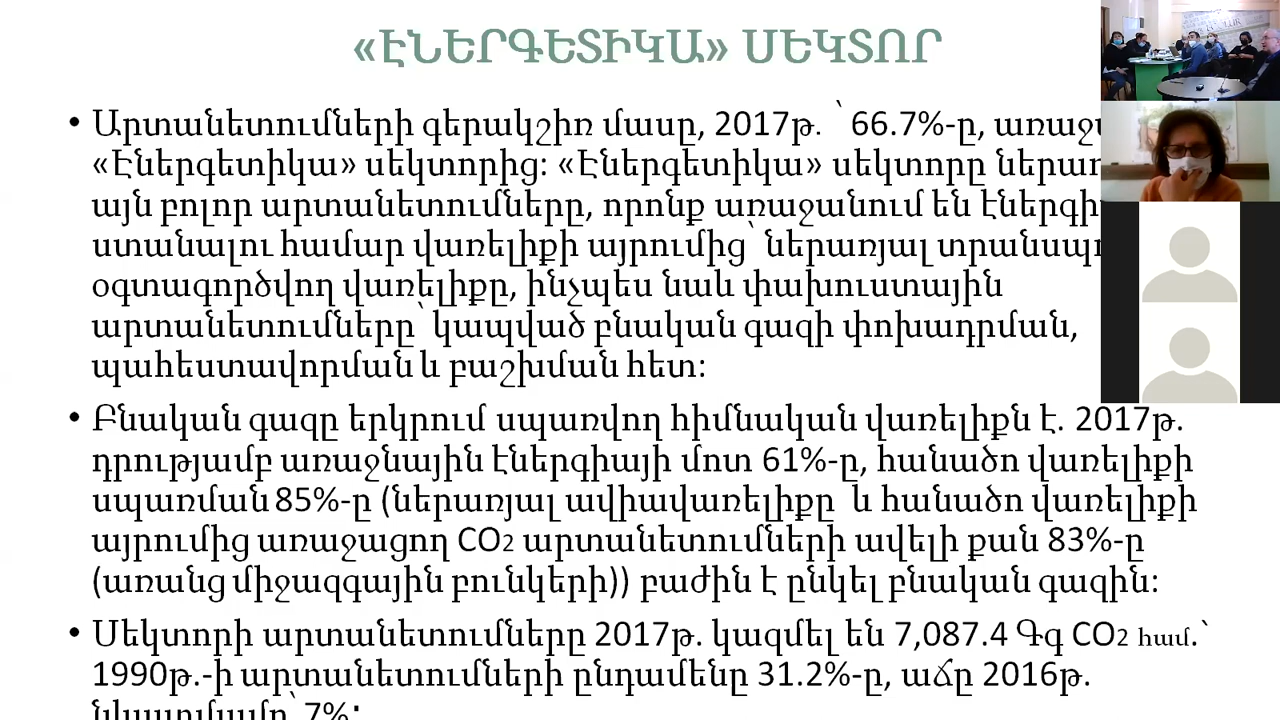 «ԷՆԵՐԳԵՏԻԿԱ» ՍԵԿՏՈՐ
• Արտանետումների գերակշիռ մասը, 2017թ. ՝ 66.7%-ը,
«Էներգետիկա» սեկտորից: «Էներգետիկա» սեկտորը
այն բոլոր արտանետումները, որոնք առաջանում են
ստանալու համար վառելիքի այրումից՝ ներառյալ
օգտագործվող վառելիքը, ինչպես նաև փախուստային
արտանետումները՝ կապված բնական գազի փոխադրման,
պահեստավորման և բաշխման հետ:
• Բնական գազը երկրում սպառվող հիմնական վառելիքն է. 2017թ.
դրությամբ առաջնային էներգիայի մոտ 61%-ը, հանածո վառելիքի
սպառման 85%-ը (ներառյալ ավիավառելիքը և հանածո վառելիքի
այրումից առաջացող CO2 արտանետումների ավելի քան 83%-ը
(առանց միջազգային բունկերի)) բաժին է ընկել բնական գազին:
• Սեկտորի արտանետումները 2017թ. կազմել են 7,087.4 Գգ CO2 համ.՝
1990թ.-ի արտանետումների ընդամենը 31.2%-ը, աճը 2016թ.
նկատմամբ՝ 7%: